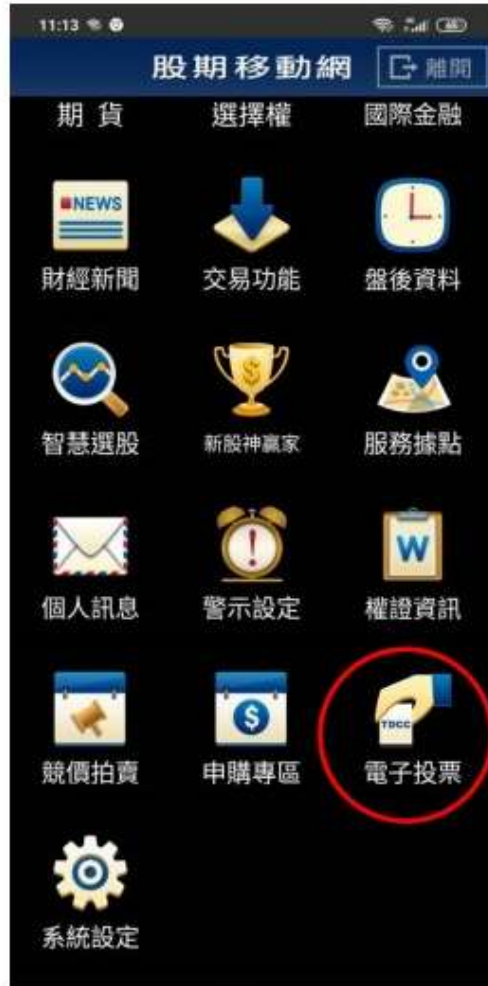 11:13
股期移動網 離開
期貨 選擇權 國際金融
NEWS
財經新聞 交易功能 盤後資料
智慧選股 新股神贏家 服務據點
W
個人訊息 警示設定 權證資訊
TDCC
競價拍賣 申購專區 電子投票
系統設定